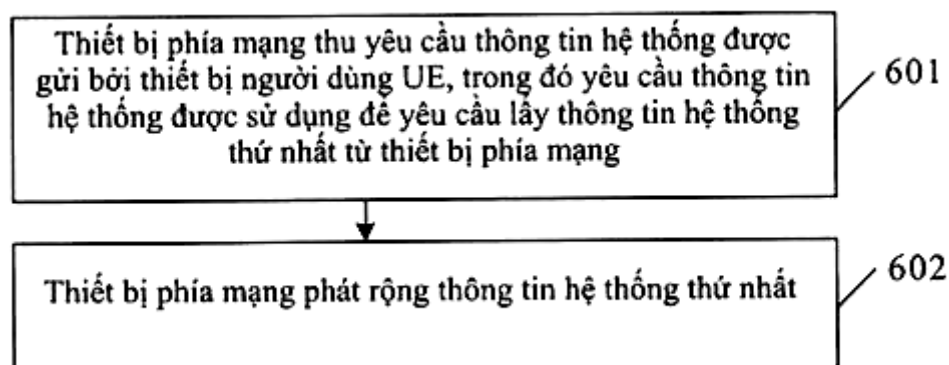 Thiết bị phía mạng thu yêu cầu thông tin hệ thống được
gửi bởi thiết bị người dùng UE, trong đó yêu cầu thông tin
hệ thống được sử dụng để yêu cầu lấy thông tin hệ thống
thứ nhất từ thiết bị phía mạng
601
Thiết bị phía mạng phát rộng thông tin hệ thống thứ nhất
602